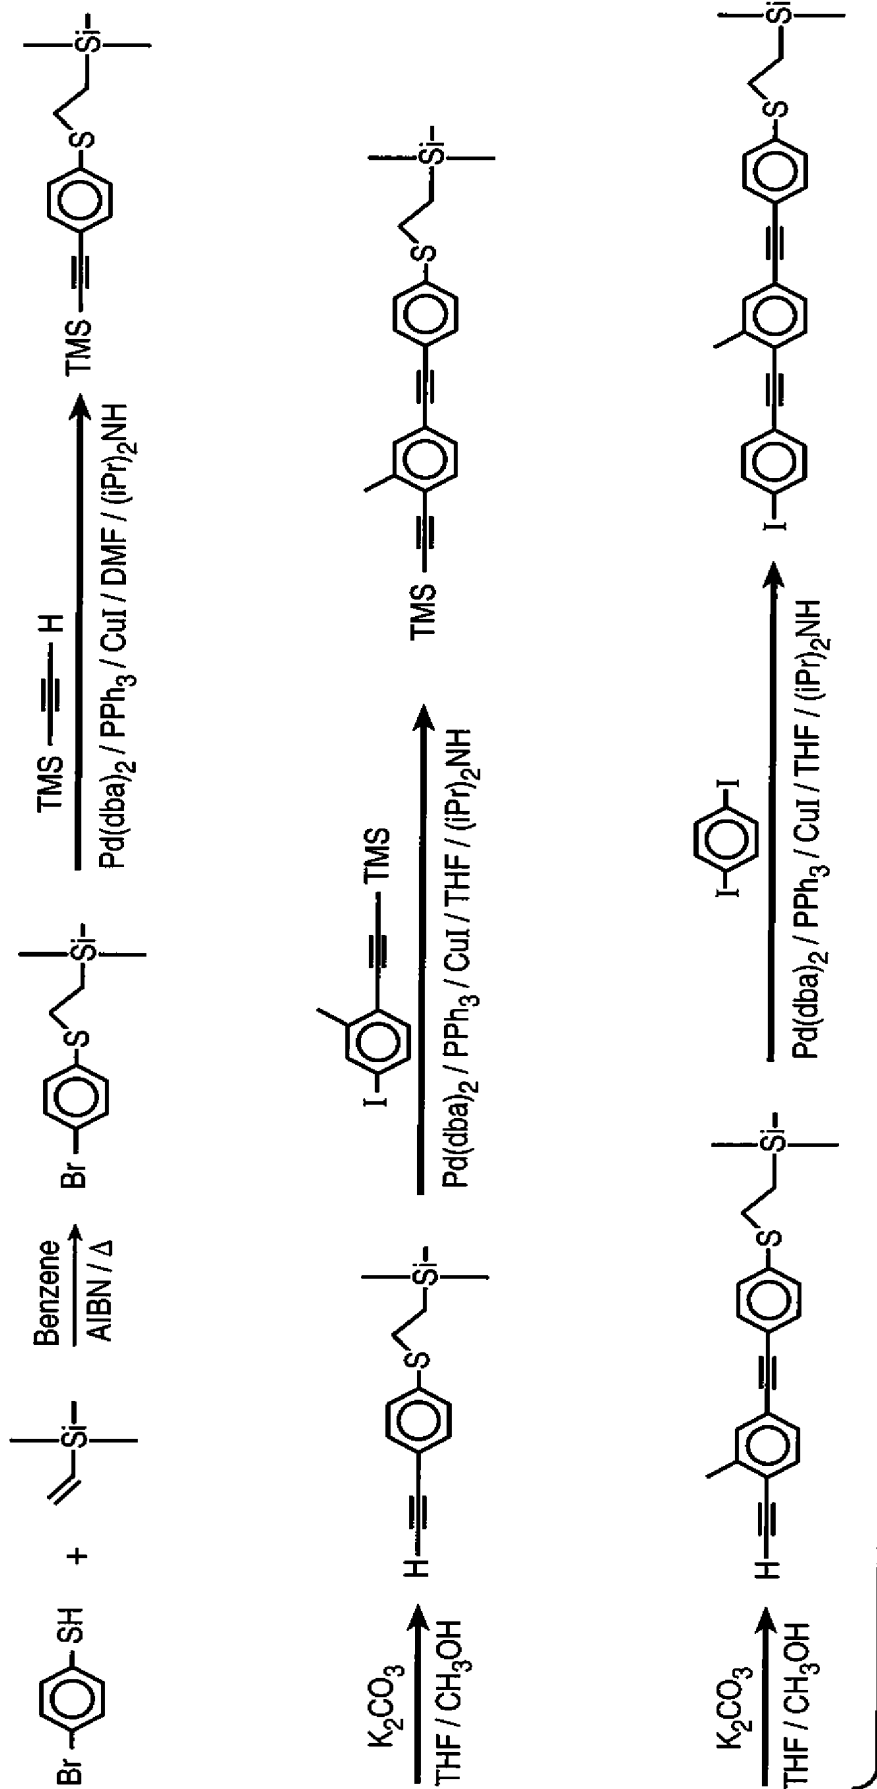 Br
SH
+
Si
Benzene
AIBN / Δ
Br
S
Si
TMS
H
Pd(dba)2 / PPh3 / CuI / DMF / (iPr)2NH
TMS
S
Si
K2CO3
THF / CH3OH
H
S
Si
I
TMS
Pd(dba)2 / PPh3 / CuI / THF / (iPr)2NH
TMS
S
Si
K2CO3
THF / CH3OH
H
S
Si
I
I
Pd(dba)2 / PPh3 / CuI / THF / (iPr)2NH
I
S
Si